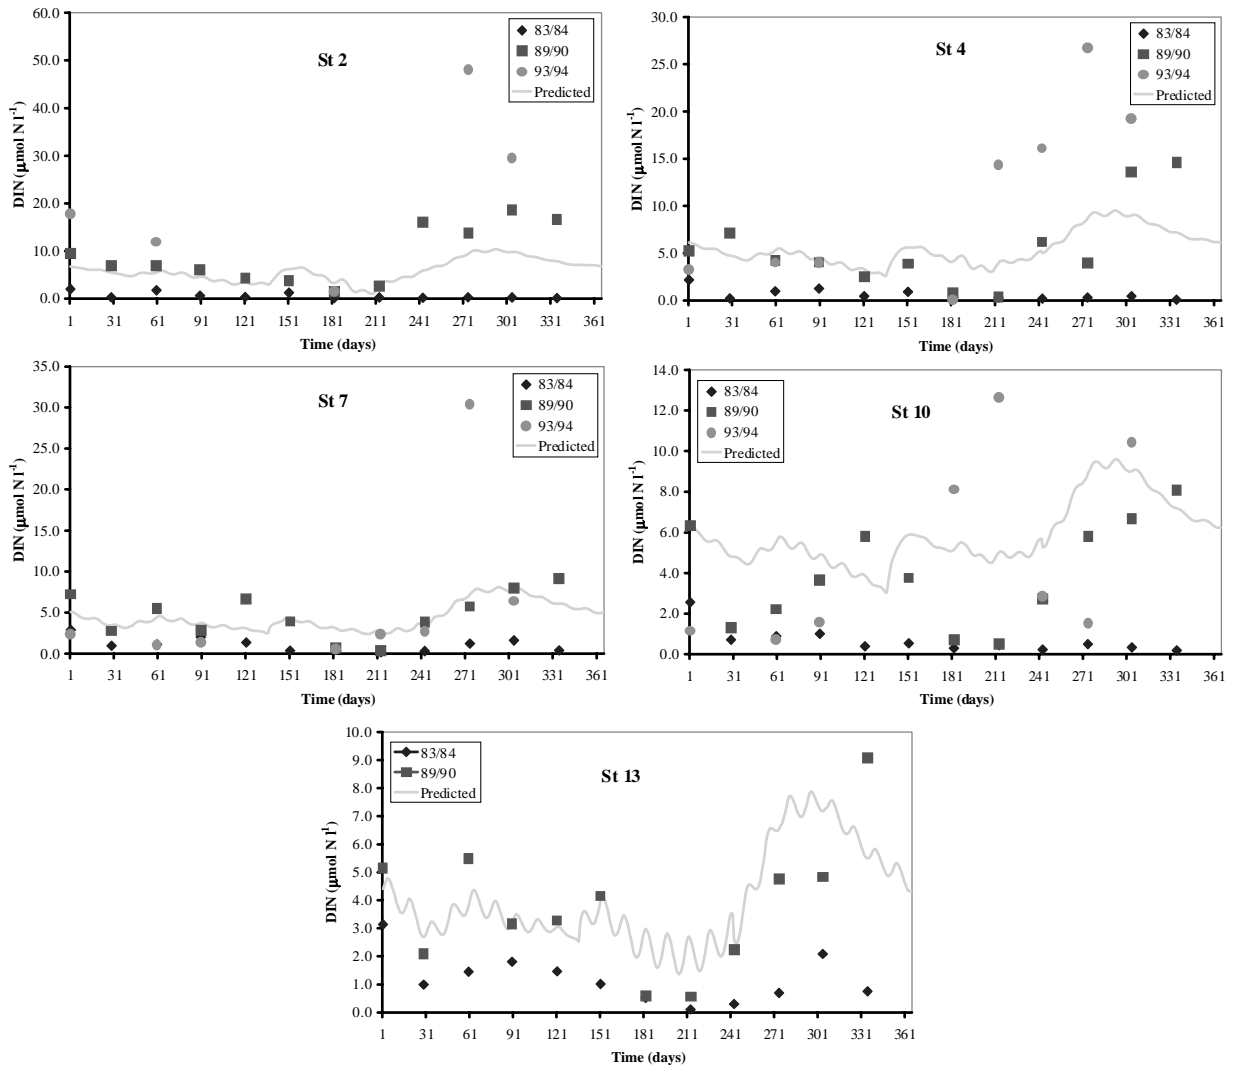 St 2
83/84
89/90
93/94
Predicted
DIN (μmol N l⁻¹)
60.0
50.0
40.0
30.0
20.0
10.0
0.0
1 31 61 91 121 151 181 211 241 271 301 331 361
Time (days)
St 4
83/84
89/90
93/94
Predicted
DIN (μmol N l⁻¹)
30.0
25.0
20.0
15.0
10.0
5.0
0.0
1 31 61 91 121 151 181 211 241 271 301 331 361
Time (days)
St 7
83/84
89/90
93/94
Predicted
DIN (μmol N l⁻¹)
35.0
30.0
25.0
20.0
15.0
10.0
5.0
0.0
1 31 61 91 121 151 181 211 241 271 301 331 361
Time (days)
St 10
83/84
89/90
93/94
Predicted
DIN (μmol N l⁻¹)
14.0
12.0
10.0
8.0
6.0
4.0
2.0
0.0
1 31 61 91 121 151 181 211 241 271 301 331 361
Time (days)
St 13
83/84
89/90
Predicted
DIN (μmol N l⁻¹)
10.0
9.0
8.0
7.0
6.0
5.0
4.0
3.0
2.0
1.0
0.0
1 31 61 91 121 151 181 211 241 271 301 331 361
Time (days)